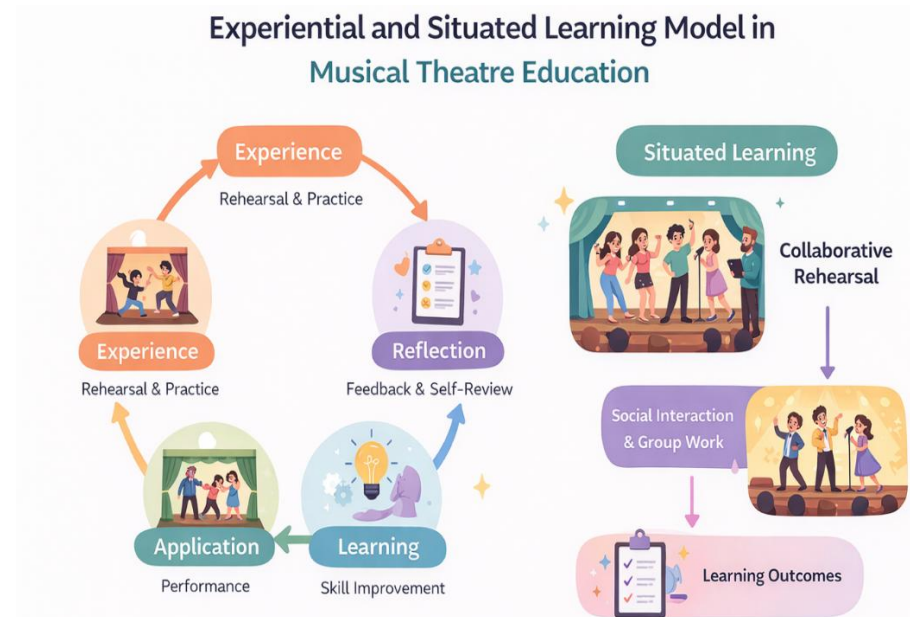 Experiential and Situated Learning Model in
Musical Theatre Education
Experience
Rehearsal & Practice
Experience
Rehearsal & Practice
Reflection
Feedback & Self-Review
Application
Performance
Learning
Skill Improvement
Situated Learning
Collaborative
Rehearsal
Social Interaction
& Group Work
Learning Outcomes